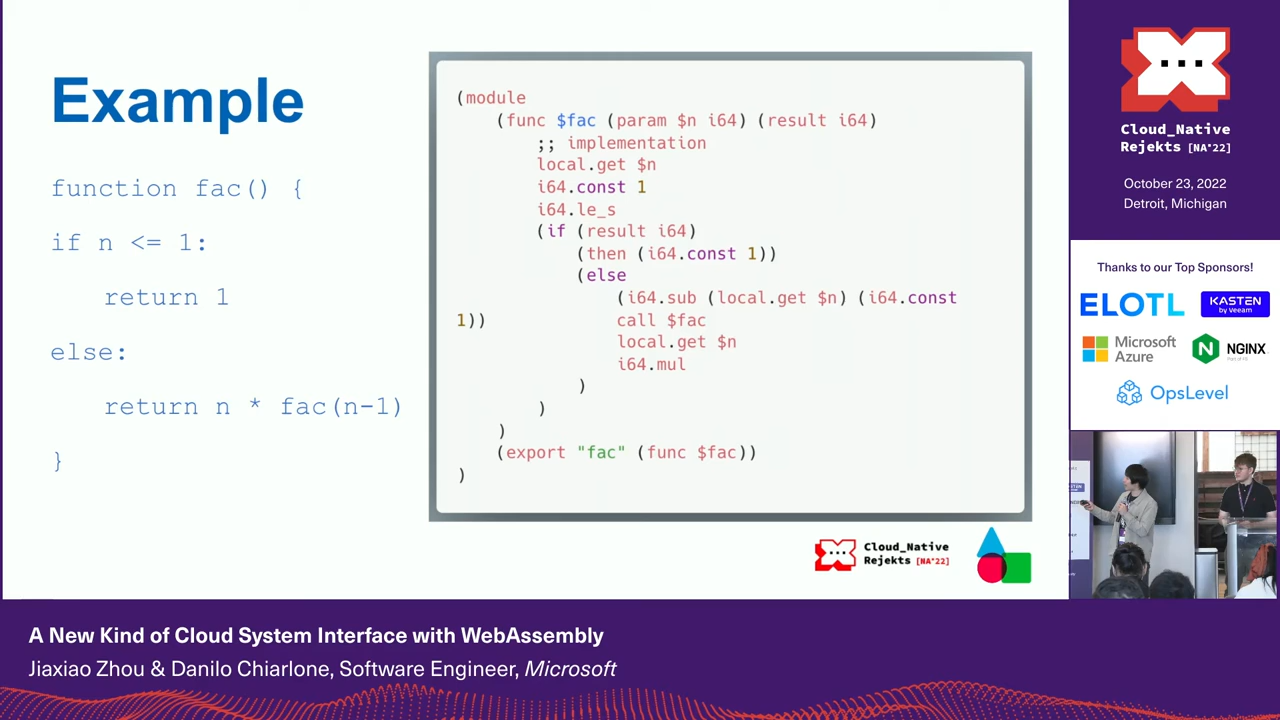 Example
function fac() {
if n <= 1:
return 1
else:
return n * fac(n-1)
}
(module
(func $fac (param $n i64) (result i64)
;; implementation
local.get $n
i64.const 1
i64.le_s
(if (result i64)
(then (i64.const 1))
(else
(i64.sub (local.get $n) (i64.const
1))
call $fac
local.get $n
i64.mul
)
)
)
(export "fac" (func $fac))
)
Cloud_Native
Rejekts [NA'22]
Cloud_Native
Rejekts [NA'22]
October 23, 2022
Detroit, Michigan
Thanks to our Top Sponsors!
ELOTL
KASTEN
by Veeam
Microsoft
Azure
NGINX
Part of F5
OpsLevel
A New Kind of Cloud System Interface with WebAssembly
Jiaxiao Zhou & Danilo Chiarlone, Software Engineer, Microsoft